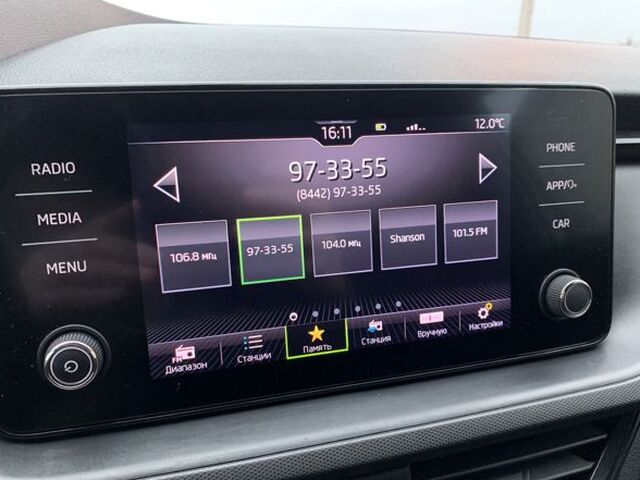 16:11
12.0°C
97-33-55
(8442) 97-33-55
RADIO
MEDIA
MENU
PHONE
APP/
CAR
106.8 МГц
97-33-55
104.0 МГц
Shanson
101.5 FM
FM
Диапазон
Станции
Память
Станция
Вручную
Настройки